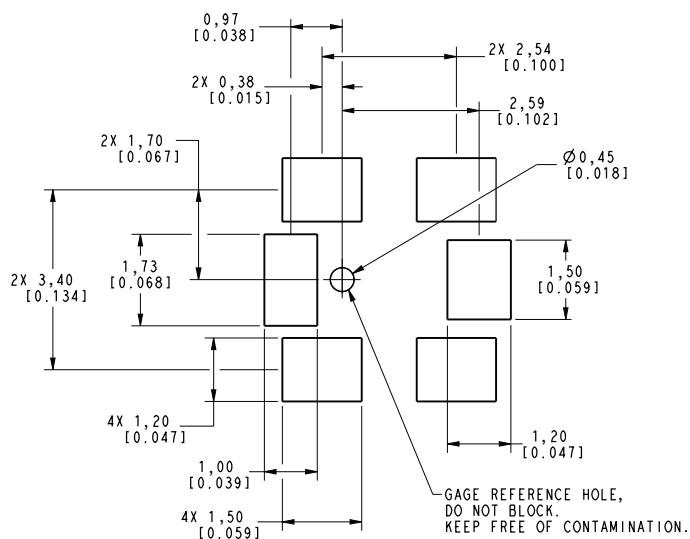 0,97
[0.038]
2X 2,54
[0.100]
2X 0,38
[0.015]
2,59
[0.102]
2X 1,70
[0.067]
Ø0,45
[0.018]
1,73
[0.068]
1,50
[0.059]
2X 3,40
[0.134]
4X 1,20
[0.047]
1,20
[0.047]
1,00
[0.039]
4X 1,50
[0.059]
GAGE REFERENCE HOLE,
DO NOT BLOCK.
KEEP FREE OF CONTAMINATION.